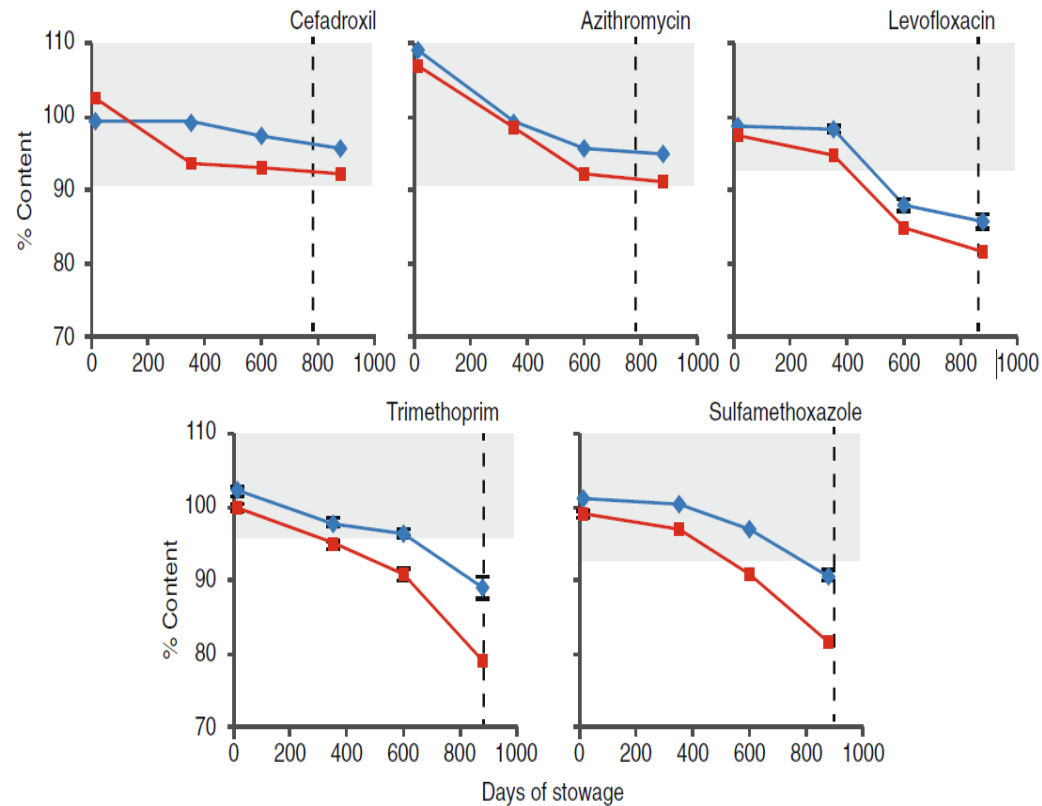 Cefadroxil
Azithromycin
Levofloxacin
110
100
90
80
70
% Content
0 200 400 600 800 1000
0 200 400 600 800 1000
0 200 400 600 800 1000
Trimethoprim
Sulfamethoxazole
110
100
90
80
70
% Content
0 200 400 600 800 1000
0 200 400 600 800 1000
Days of stowage